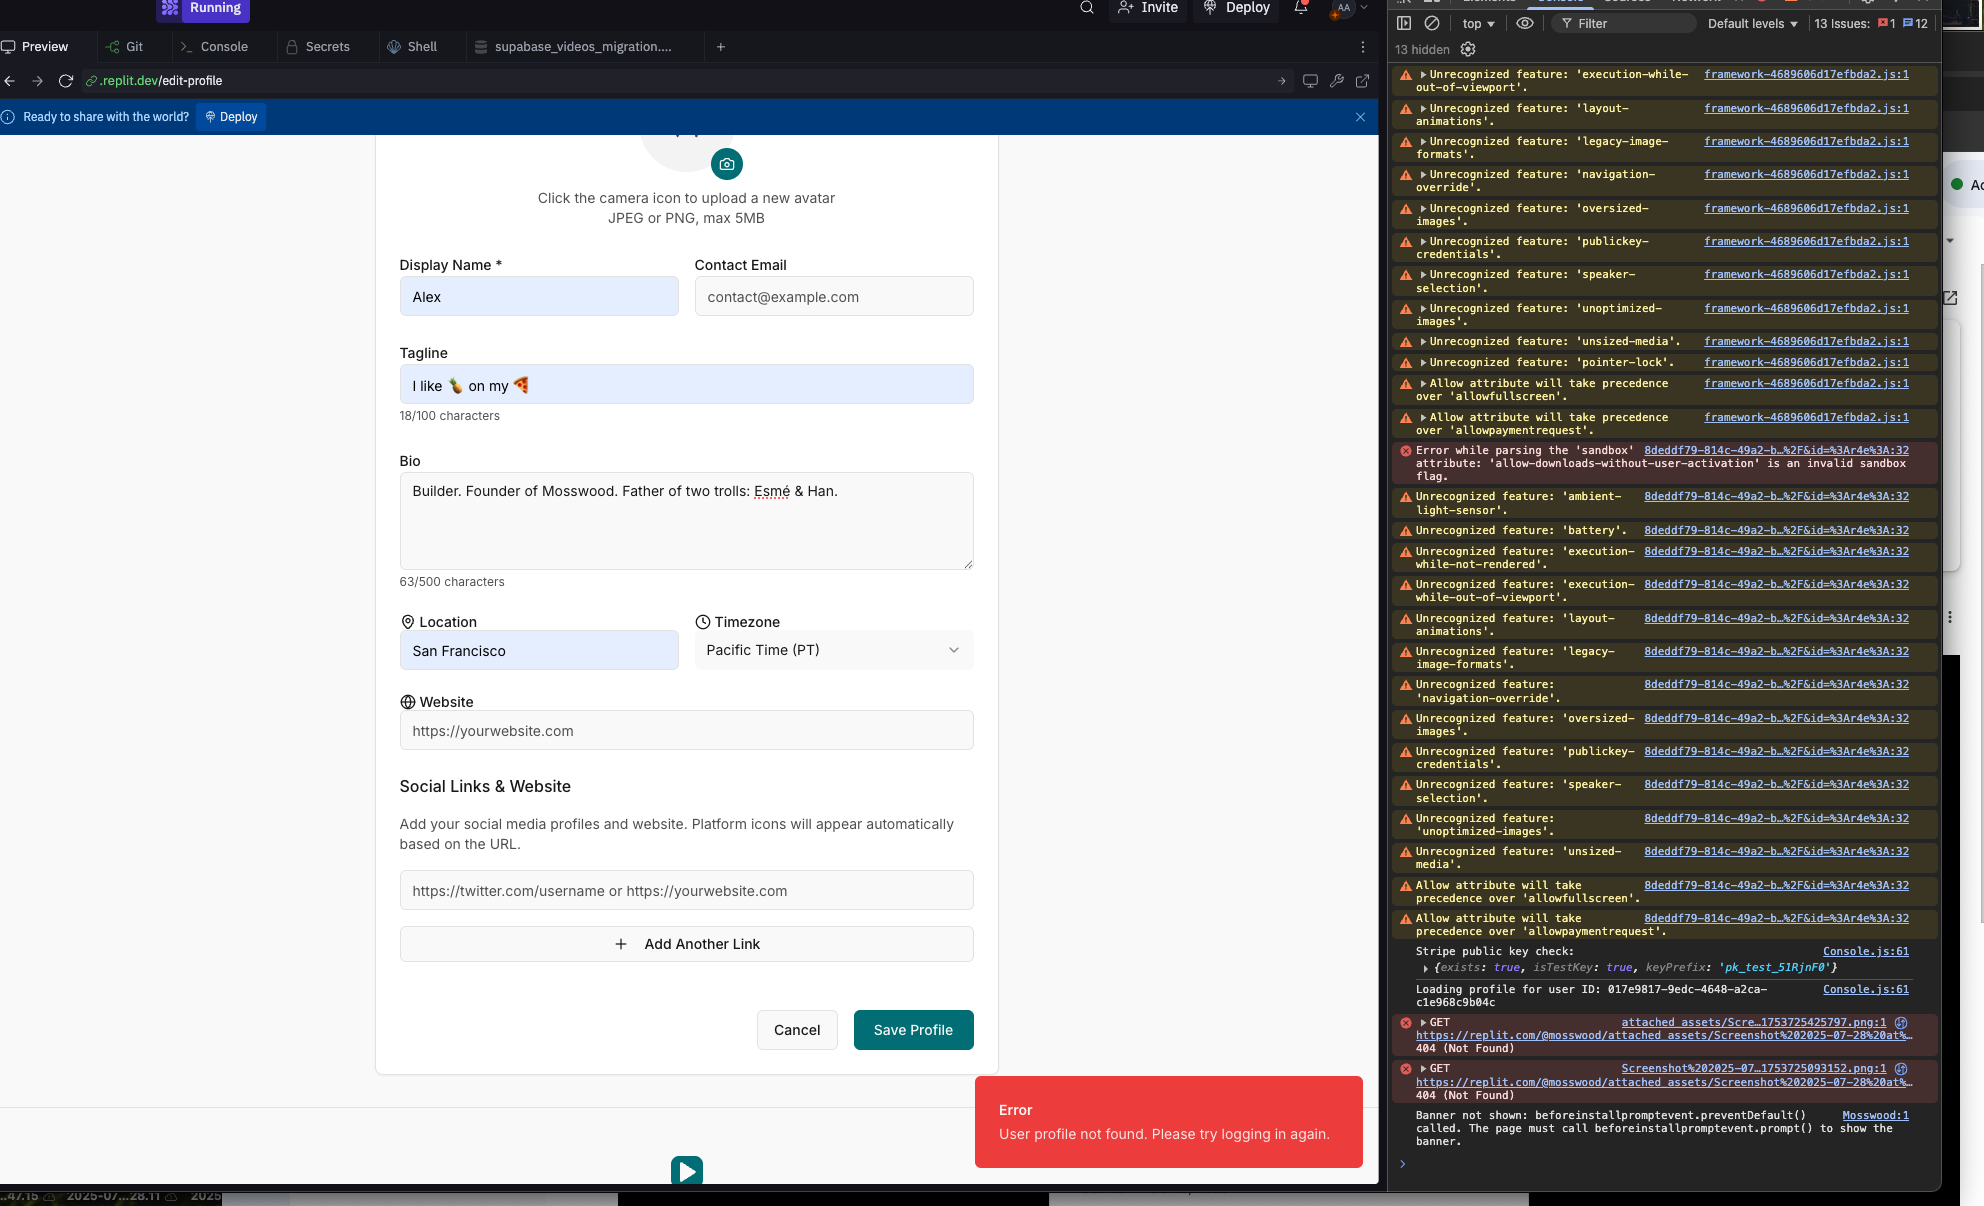 Running
Invite
Deploy
AA
Preview
Git
Console
Secrets
Shell
supabase_videos_migration....
.replit.dev/edit-profile
Ready to share with the world?
Deploy
Click the camera icon to upload a new avatar
JPEG or PNG, max 5MB
Display Name *
Contact Email
Alex
contact@example.com
Tagline
I like 🍍 on my 🍕
18/100 characters
Bio
Builder. Founder of Mosswood. Father of two trolls: Esmé & Han.
63/500 characters
Location
Timezone
San Francisco
Pacific Time (PT)
Website
https://yourwebsite.com
Social Links & Website
Add your social media profiles and website. Platform icons will appear automatically
based on the URL.
https://twitter.com/username or https://yourwebsite.com
+ Add Another Link
Cancel
Save Profile
Error
User profile not found. Please try logging in again.
...47.15
2025-07...28.11
2025
top
Filter
Default levels
13 Issues:
1
12
13 hidden
Unrecognized feature: 'execution-while- framework-4689606d17efbda2.js:1
out-of-viewport'.
Unrecognized feature: 'layout- framework-4689606d17efbda2.js:1
animations'.
Unrecognized feature: 'legacy-image- framework-4689606d17efbda2.js:1
formats'.
Unrecognized feature: 'navigation- framework-4689606d17efbda2.js:1
override'.
Unrecognized feature: 'oversized- framework-4689606d17efbda2.js:1
images'.
Unrecognized feature: 'publickey- framework-4689606d17efbda2.js:1
credentials'.
Unrecognized feature: 'speaker- framework-4689606d17efbda2.js:1
selection'.
Unrecognized feature: 'unoptimized- framework-4689606d17efbda2.js:1
images'.
Unrecognized feature: 'unsized-media'. framework-4689606d17efbda2.js:1
Unrecognized feature: 'pointer-lock'. framework-4689606d17efbda2.js:1
Allow attribute will take precedence framework-4689606d17efbda2.js:1
over 'allowfullscreen'.
Allow attribute will take precedence framework-4689606d17efbda2.js:1
over 'allowpaymentrequest'.
Error while parsing the 'sandbox' 8deddf79-814c-49a2-b…%2F&id=%3Ar4e%3A:32
attribute: 'allow-downloads-without-user-activation' is an invalid sandbox
flag.
Unrecognized feature: 'ambient- 8deddf79-814c-49a2-b…%2F&id=%3Ar4e%3A:32
light-sensor'.
Unrecognized feature: 'battery'. 8deddf79-814c-49a2-b…%2F&id=%3Ar4e%3A:32
Unrecognized feature: 'execution- 8deddf79-814c-49a2-b…%2F&id=%3Ar4e%3A:32
while-not-rendered'.
Unrecognized feature: 'execution- 8deddf79-814c-49a2-b…%2F&id=%3Ar4e%3A:32
while-out-of-viewport'.
Unrecognized feature: 'layout- 8deddf79-814c-49a2-b…%2F&id=%3Ar4e%3A:32
animations'.
Unrecognized feature: 'legacy- 8deddf79-814c-49a2-b…%2F&id=%3Ar4e%3A:32
image-formats'.
Unrecognized feature: 8deddf79-814c-49a2-b…%2F&id=%3Ar4e%3A:32
'navigation-override'.
Unrecognized feature: 'oversized- 8deddf79-814c-49a2-b…%2F&id=%3Ar4e%3A:32
images'.
Unrecognized feature: 'publickey- 8deddf79-814c-49a2-b…%2F&id=%3Ar4e%3A:32
credentials'.
Unrecognized feature: 'speaker- 8deddf79-814c-49a2-b…%2F&id=%3Ar4e%3A:32
selection'.
Unrecognized feature: 8deddf79-814c-49a2-b…%2F&id=%3Ar4e%3A:32
'unoptimized-images'.
Unrecognized feature: 'unsized- 8deddf79-814c-49a2-b…%2F&id=%3Ar4e%3A:32
media'.
Allow attribute will take 8deddf79-814c-49a2-b…%2F&id=%3Ar4e%3A:32
precedence over 'allowfullscreen'.
Allow attribute will take 8deddf79-814c-49a2-b…%2F&id=%3Ar4e%3A:32
precedence over 'allowpaymentrequest'.
Stripe public key check: Console.js:61
{exists: true, isTestKey: true, keyPrefix: 'pk_test_51RjnF0'}
Loading profile for user ID: 017e9817-9edc-4648-a2ca- Console.js:61
c1e968c9b04c
GET attached_assets/Scre…1753725425797.png:1
https://replit.com/@mosswood/attached_assets/Screenshot%202025-07-28%20at%…
404 (Not Found)
GET Screenshot%202025-07…1753725093152.png:1
https://replit.com/@mosswood/attached_assets/Screenshot%202025-07-28%20at%…
404 (Not Found)
Banner not shown: beforeinstallpromptevent.preventDefault() Mosswood:1
called. The page must call beforeinstallpromptevent.prompt() to show the
banner.